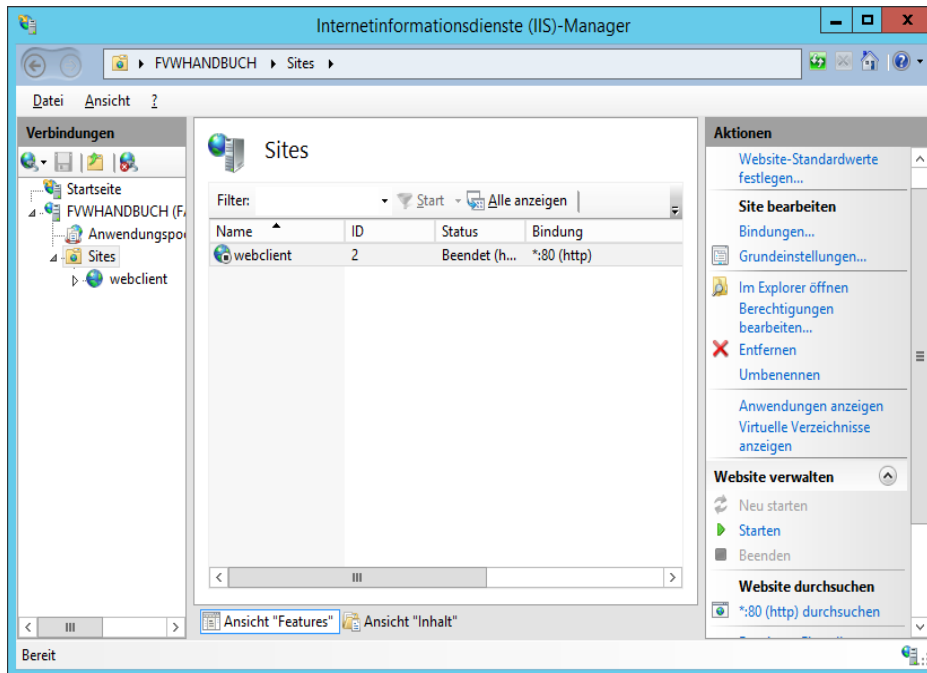 Internetinformationsdienste (IIS)-Manager
FVWHANDBUCH Sites
Datei Ansicht ?
Verbindungen
Startseite
FVWHANDBUCH (F
Anwendungspo
Sites
webclient
Sites
Filter: Start Alle anzeigen
Name ID Status Bindung
webclient 2 Beendet (h... *:80 (http)
Ansicht "Features" Ansicht "Inhalt"
Aktionen
Website-Standardwerte
festlegen...
Site bearbeiten
Bindungen...
Grundeinstellungen...
Im Explorer öffnen
Berechtigungen
bearbeiten...
Entfernen
Umbenennen
Anwendungen anzeigen
Virtuelle Verzeichnisse
anzeigen
Website verwalten
Neu starten
Starten
Beenden
Website durchsuchen
*:80 (http) durchsuchen
Bereit